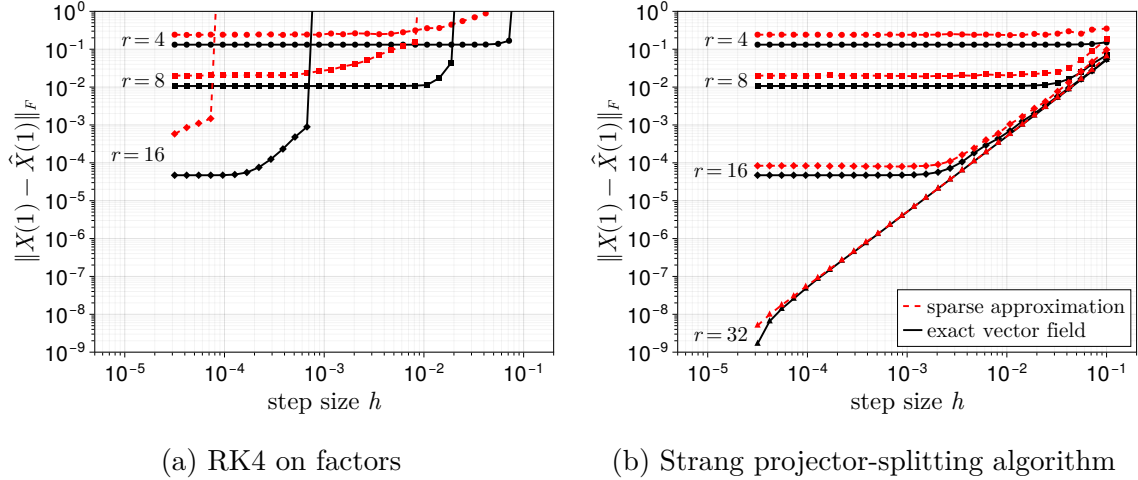 ‖X(1) − X̂(1)‖_F
10^0
10^−1
10^−2
10^−3
10^−4
10^−5
10^−6
10^−7
10^−8
10^−9
r = 4
r = 8
r = 16
10^−5
10^−4
10^−3
10^−2
10^−1
step size h
(a) RK4 on factors
‖X(1) − X̂(1)‖_F
10^0
10^−1
10^−2
10^−3
10^−4
10^−5
10^−6
10^−7
10^−8
10^−9
r = 4
r = 8
r = 16
r = 32
sparse approximation
exact vector field
10^−5
10^−4
10^−3
10^−2
10^−1
step size h
(b) Strang projector-splitting algorithm